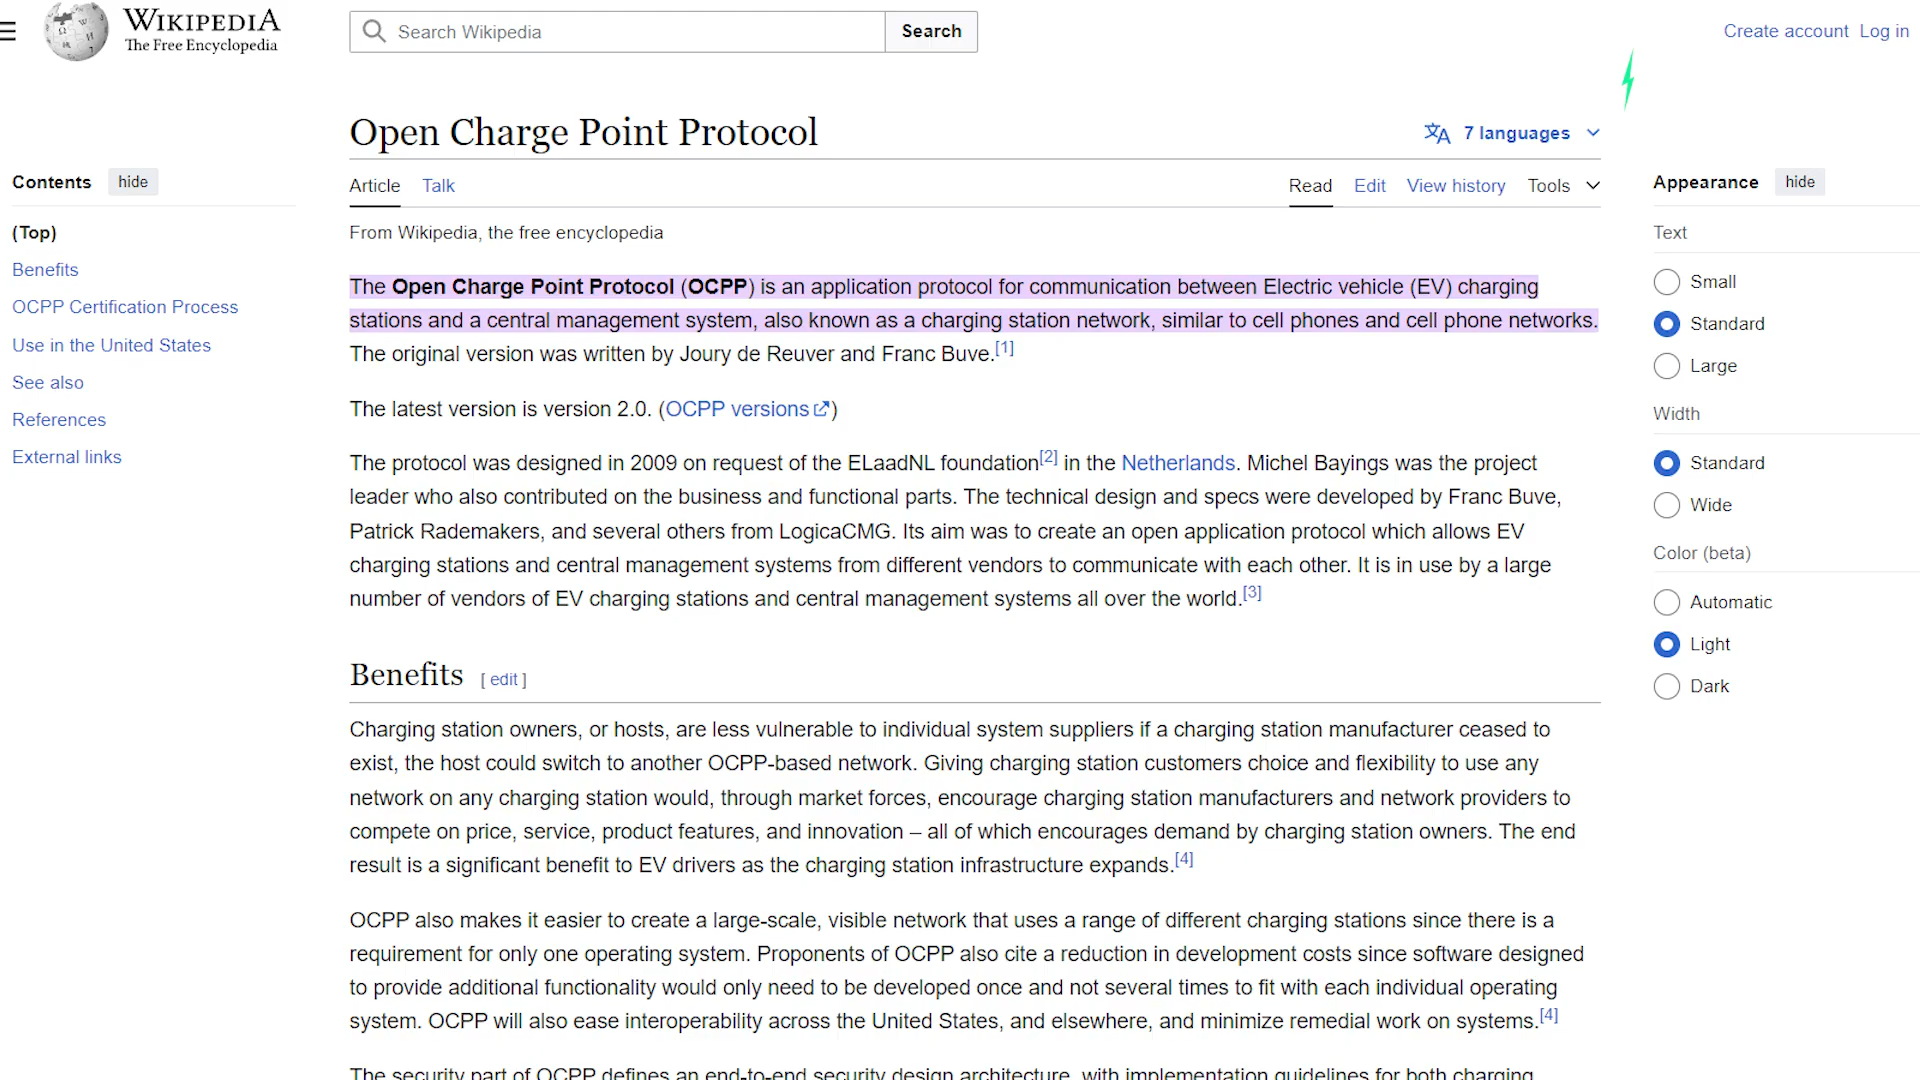 WIKIPEDIA
The Free Encyclopedia
Search Wikipedia
Search
Create account Log in
Open Charge Point Protocol
7 languages
Contents hide
(Top)
Benefits
OCPP Certification Process
Use in the United States
See also
References
External links
Article Talk
Read Edit View history Tools
From Wikipedia, the free encyclopedia
The Open Charge Point Protocol (OCPP) is an application protocol for communication between Electric vehicle (EV) charging
stations and a central management system, also known as a charging station network, similar to cell phones and cell phone networks.
The original version was written by Joury de Reuver and Franc Buve.[1]
The latest version is version 2.0. (OCPP versions)
The protocol was designed in 2009 on request of the ELaadNL foundation[2] in the Netherlands. Michel Bayings was the project
leader who also contributed on the business and functional parts. The technical design and specs were developed by Franc Buve,
Patrick Rademakers, and several others from LogicaCMG. Its aim was to create an open application protocol which allows EV
charging stations and central management systems from different vendors to communicate with each other. It is in use by a large
number of vendors of EV charging stations and central management systems all over the world.[3]
Benefits [ edit ]
Charging station owners, or hosts, are less vulnerable to individual system suppliers if a charging station manufacturer ceased to
exist, the host could switch to another OCPP-based network. Giving charging station customers choice and flexibility to use any
network on any charging station would, through market forces, encourage charging station manufacturers and network providers to
compete on price, service, product features, and innovation – all of which encourages demand by charging station owners. The end
result is a significant benefit to EV drivers as the charging station infrastructure expands.[4]
OCPP also makes it easier to create a large-scale, visible network that uses a range of different charging stations since there is a
requirement for only one operating system. Proponents of OCPP also cite a reduction in development costs since software designed
to provide additional functionality would only need to be developed once and not several times to fit with each individual operating
system. OCPP will also ease interoperability across the United States, and elsewhere, and minimize remedial work on systems.[4]
The security part of OCPP defines an end-to-end security design architecture, with implementation guidelines for both charging
Appearance hide
Text
Small
Standard
Large
Width
Standard
Wide
Color (beta)
Automatic
Light
Dark